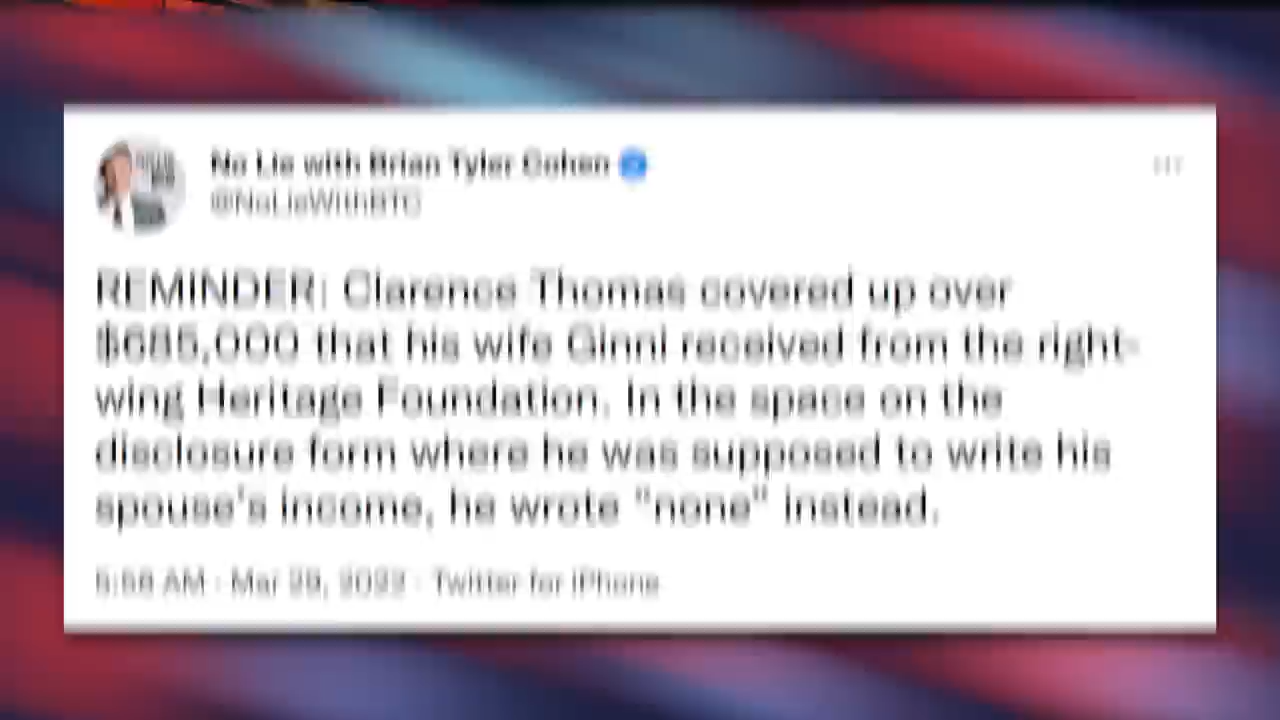 No Lie with Brian Tyler Cohen
@NoLieWithBTC
REMINDER: Clarence Thomas covered up over
$685,000 that his wife Ginni received from the right-
wing Heritage Foundation. In the space on the
disclosure form where he was supposed to write his
spouse's income, he wrote "none" instead.
AM · Mar 29, 2022 · Twitter for iPhone